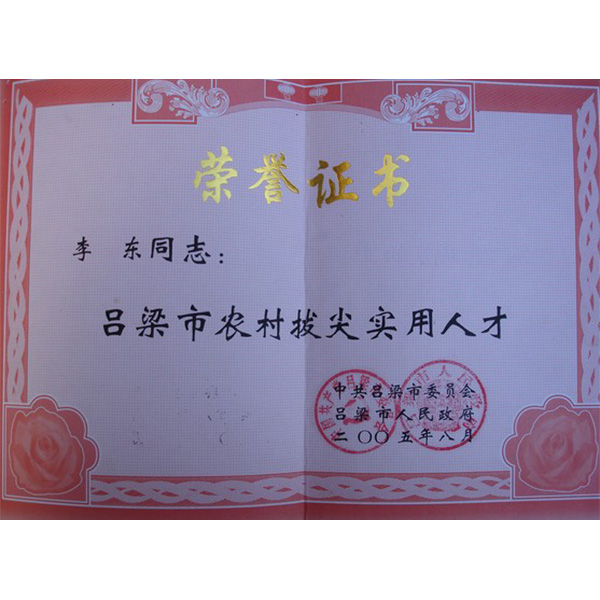 荣誉证书
李 东同志：
吕梁市农村拔尖实用人才
中共吕梁市委员会
吕梁市人民政府
二〇〇五年八月